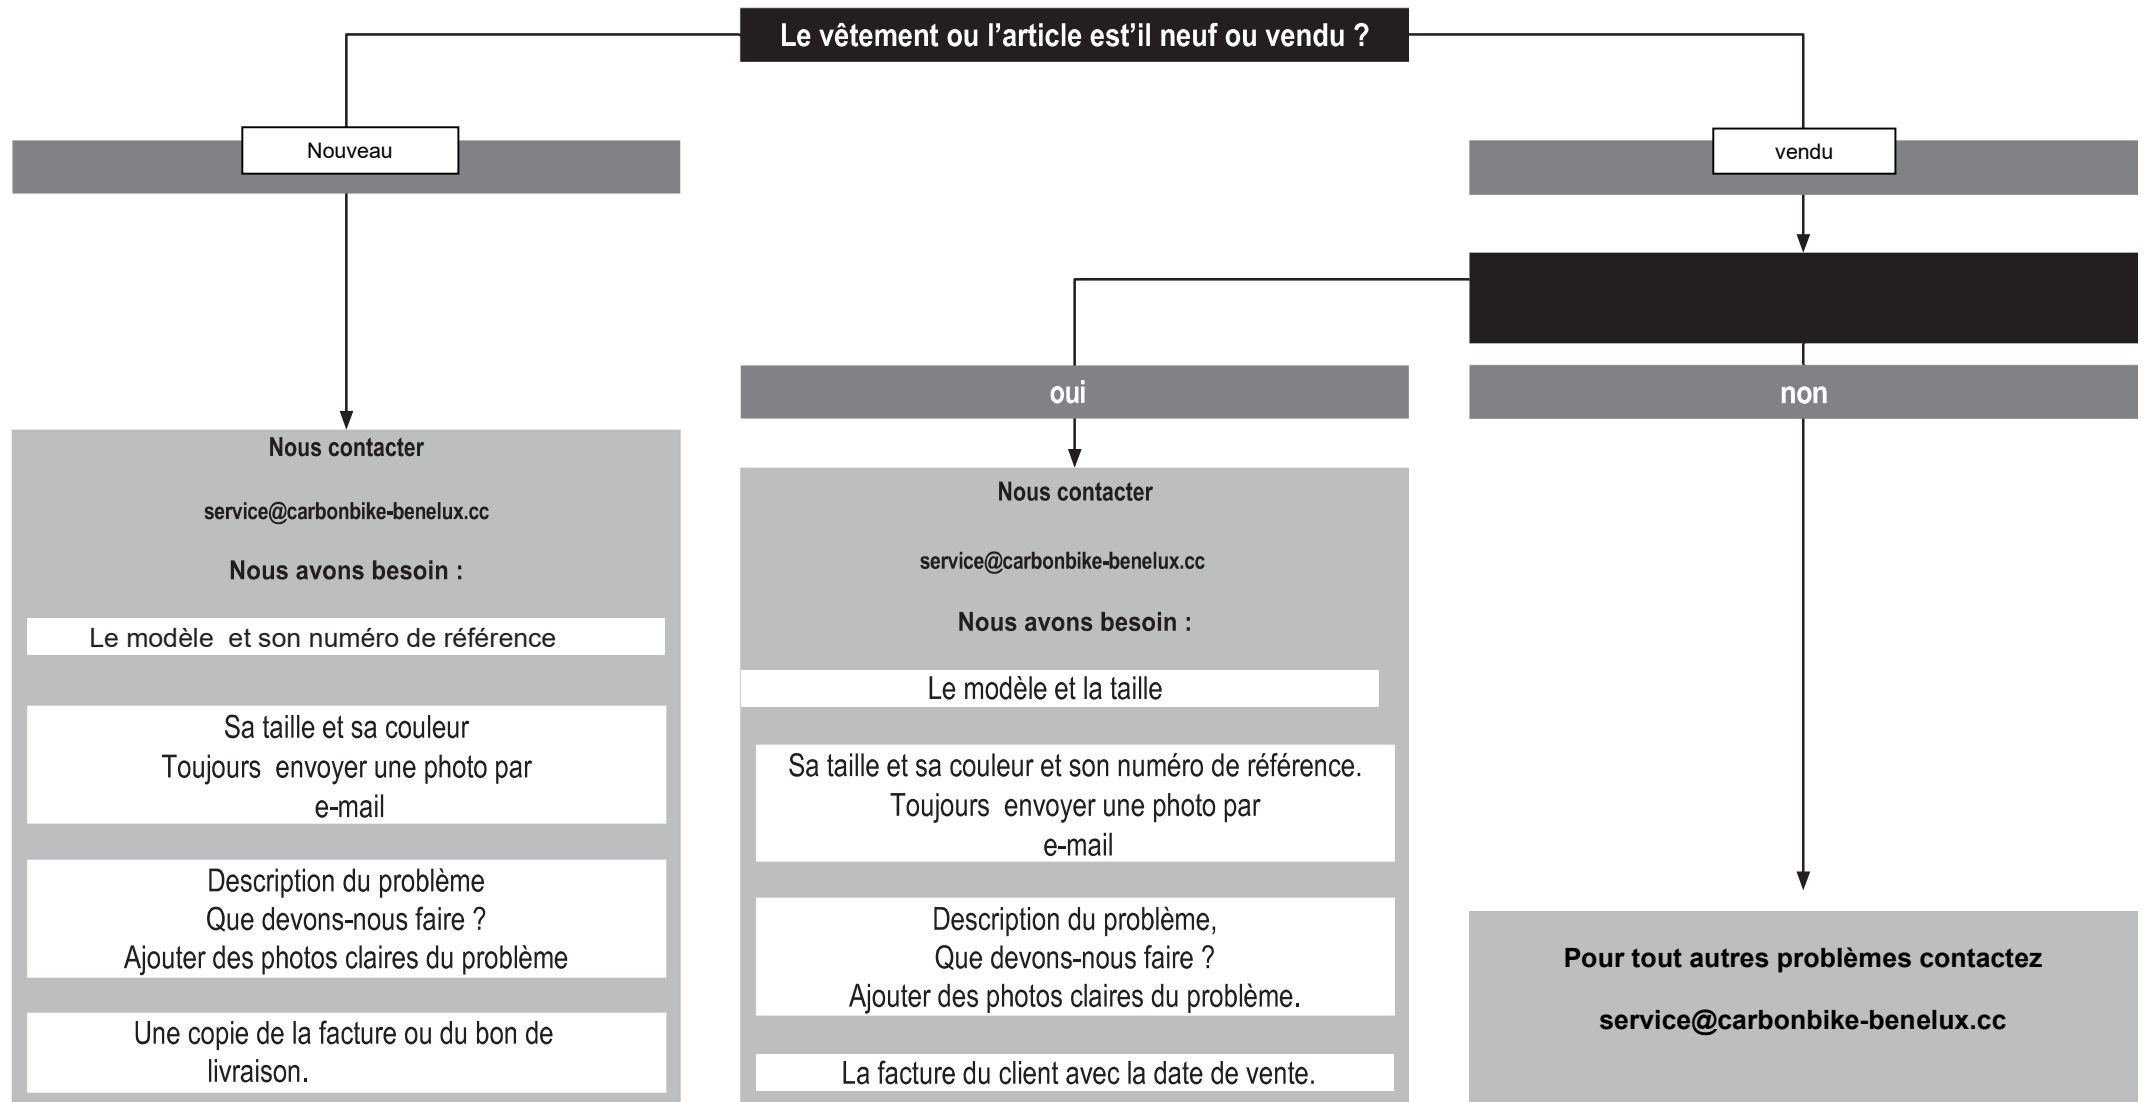 Le vêtement ou l’article est’il neuf ou vendu ?
Nouveau
vendu
oui
non
Nous contacter
service@carbonbike-benelux.cc
Nous avons besoin :
Le modèle  et son numéro de référence
Sa taille et sa couleur
Toujours  envoyer une photo par
e-mail
Description du problème
Que devons-nous faire ?
Ajouter des photos claires du problème
Une copie de la facture ou du bon de
livraison.
Nous contacter
service@carbonbike-benelux.cc
Nous avons besoin :
Le modèle et la taille
Sa taille et sa couleur et son numéro de référence.
Toujours  envoyer une photo par
e-mail
Description du problème,
Que devons-nous faire ?
Ajouter des photos claires du problème.
La facture du client avec la date de vente.
Pour tout autres problèmes contactez
service@carbonbike-benelux.cc